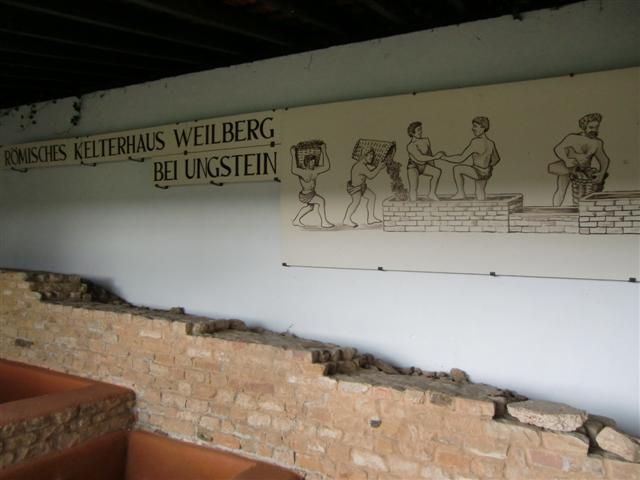 RÖMISCHES KELTERHAUS WEILBERG
BEI UNGSTEIN